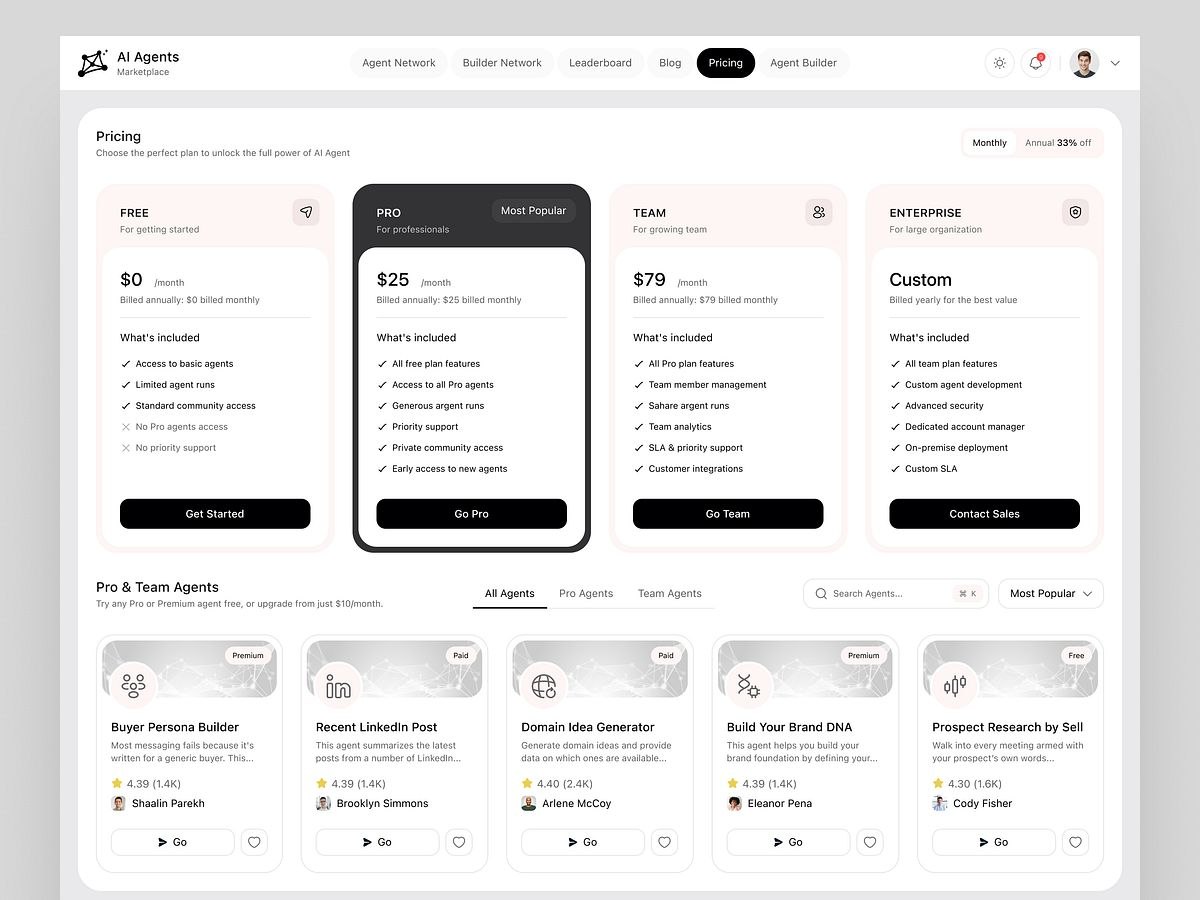 AI Agents
Marketplace
Agent Network
Builder Network
Leaderboard
Blog
Pricing
Agent Builder
Pricing
Choose the perfect plan to unlock the full power of AI Agent
Monthly
Annual 33% off
FREE
For getting started
$0 /month
Billed annually: $0 billed monthly
What's included
Access to basic agents
Limited agent runs
Standard community access
No Pro agents access
No priority support
Get Started
PRO
Most Popular
For professionals
$25 /month
Billed annually: $25 billed monthly
What's included
All free plan features
Access to all Pro agents
Generous argent runs
Priority support
Private community access
Early access to new agents
Go Pro
TEAM
For growing team
$79 /month
Billed annually: $79 billed monthly
What's included
All Pro plan features
Team member management
Sahare argent runs
Team analytics
SLA & priority support
Customer integrations
Go Team
ENTERPRISE
For large organization
Custom
Billed yearly for the best value
What's included
All team plan features
Custom agent development
Advanced security
Dedicated account manager
On-premise deployment
Custom SLA
Contact Sales
Pro & Team Agents
Try any Pro or Premium agent free, or upgrade from just $10/month.
All Agents
Pro Agents
Team Agents
Search Agents...
⌘ K
Most Popular
Premium
Buyer Persona Builder
Most messaging fails because it's
written for a generic buyer. This...
4.39 (1.4K)
Shaalin Parekh
Go
Paid
in
Recent LinkedIn Post
This agent summarizes the latest
posts from a number of LinkedIn...
4.39 (1.4K)
Brooklyn Simmons
Go
Paid
Domain Idea Generator
Generate domain ideas and provide
data on which ones are available...
4.40 (2.4K)
Arlene McCoy
Go
Premium
Build Your Brand DNA
This agent helps you build your
brand foundation by defining your...
4.39 (1.4K)
Eleanor Pena
Go
Free
Prospect Research by Sell
Walk into every meeting armed with
your prospect's own words...
4.30 (1.6K)
Cody Fisher
Go